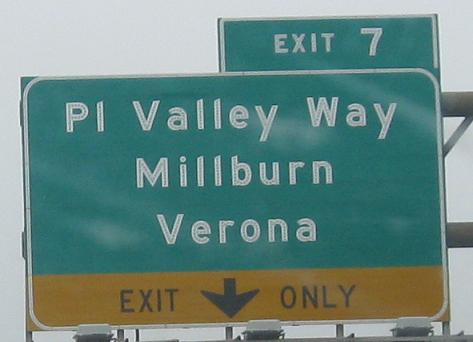 EXIT 7
Pl Valley Way
Millburn
Verona
EXIT ONLY